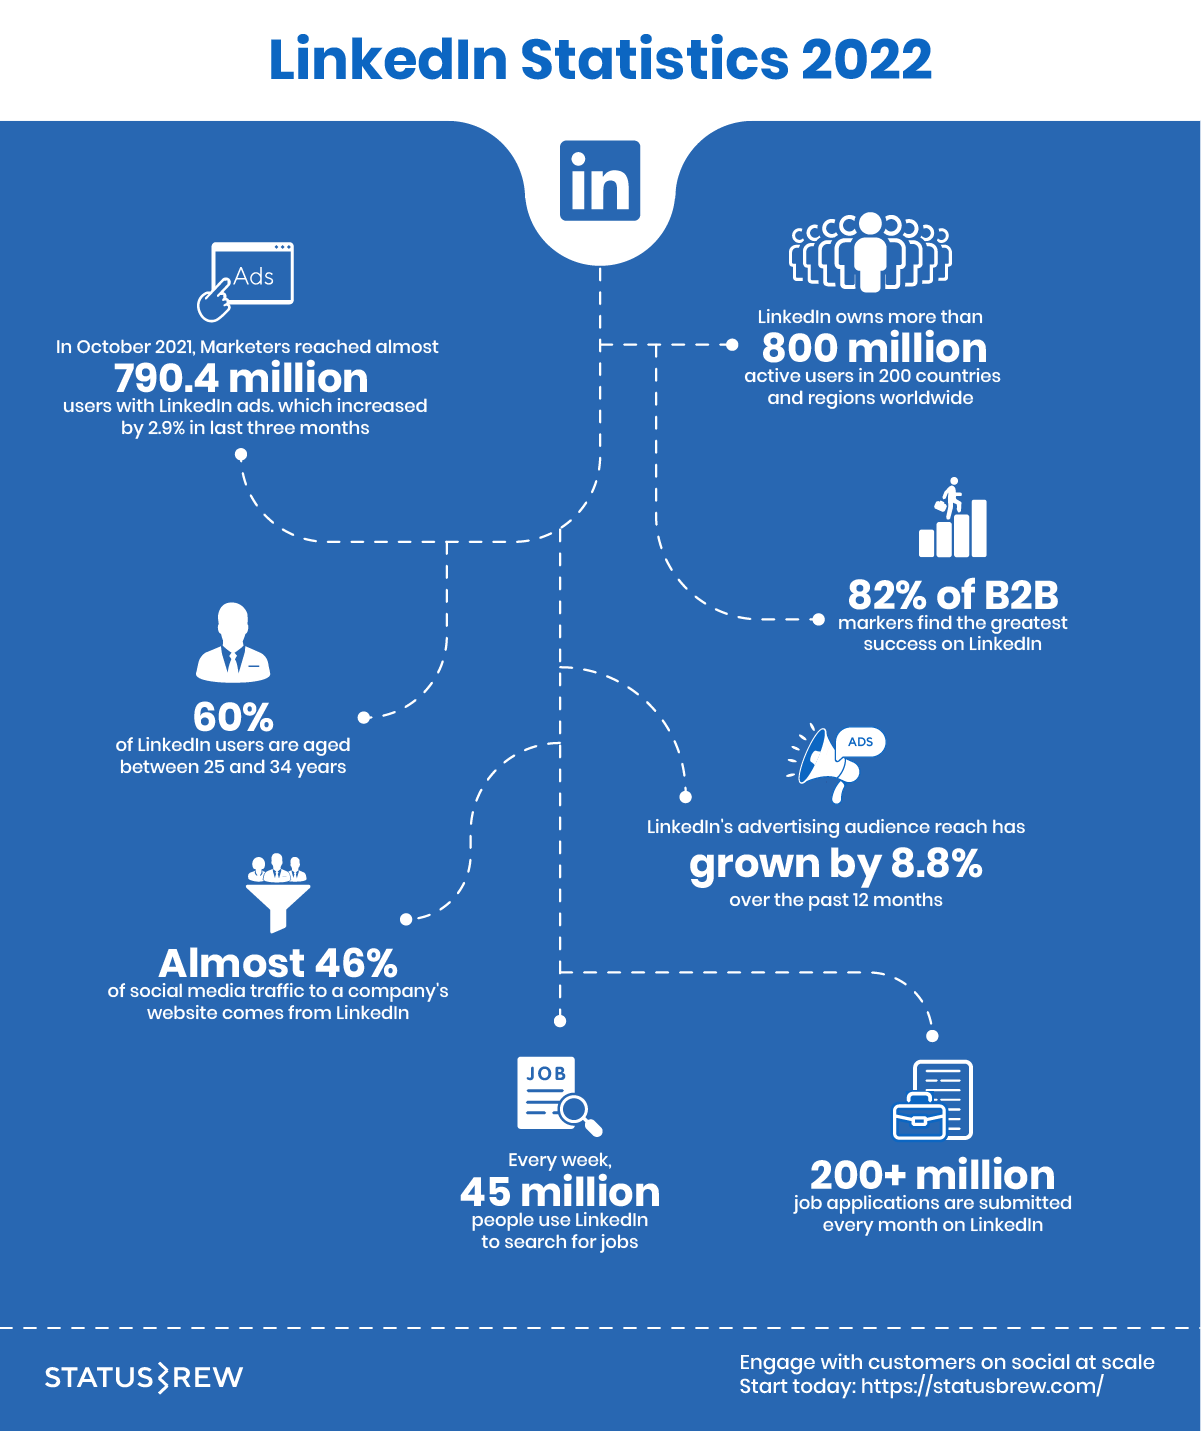 LinkedIn Statistics 2022
in
Ads
In October 2021, Marketers reached almost
790.4 million
users with LinkedIn ads. which increased
by 2.9% in last three months
LinkedIn owns more than
800 million
active users in 200 countries
and regions worldwide
82% of B2B
markers find the greatest
success on LinkedIn
60%
of LinkedIn users are aged
between 25 and 34 years
ADS
LinkedIn's advertising audience reach has
grown by 8.8%
over the past 12 months
Almost 46%
of social media traffic to a company's
website comes from LinkedIn
JOB
Every week,
45 million
people use LinkedIn
to search for jobs
200+ million
job applications are submitted
every month on LinkedIn
STATUSBREW
Engage with customers on social at scale
Start today: https://statusbrew.com/